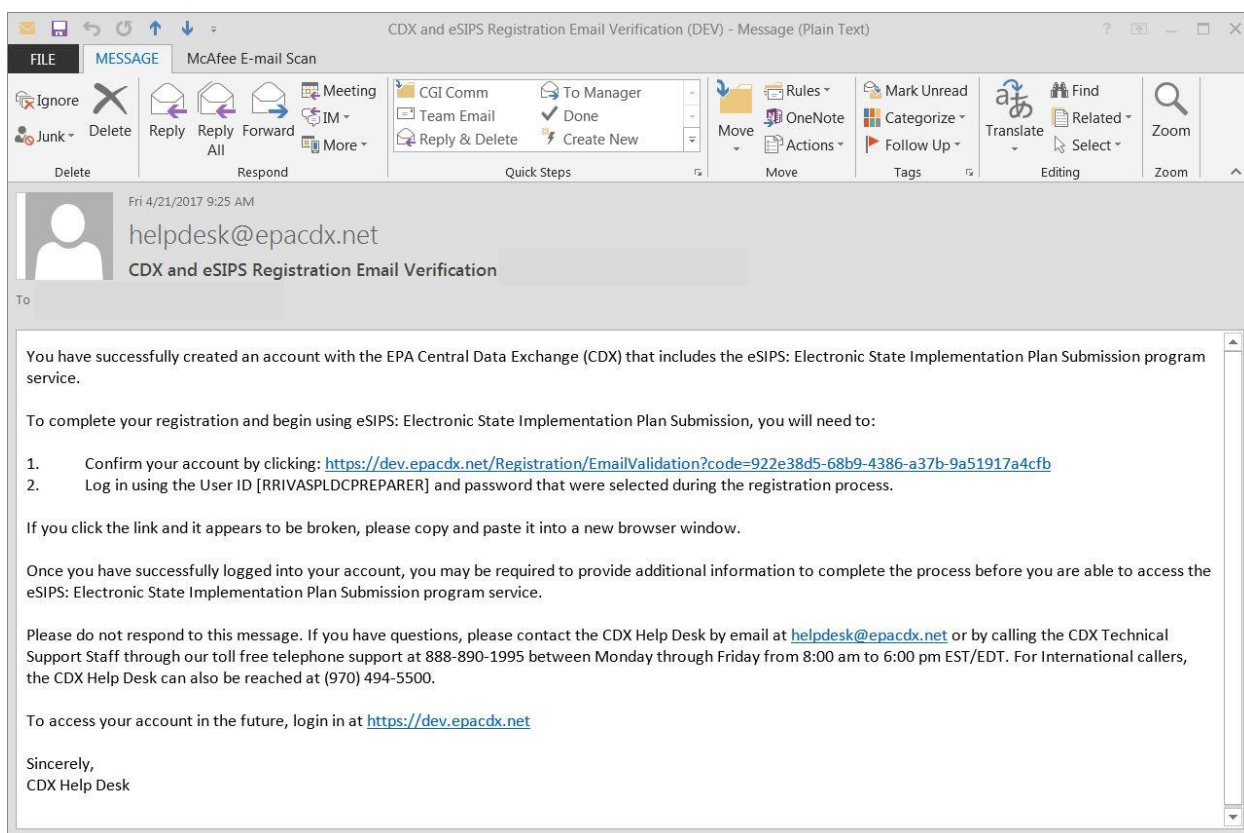 CDX and eSIPS Registration Email Verification (DEV) - Message (Plain Text)
FILE MESSAGE McAfee E-mail Scan
Ignore
Junk
Delete
Delete
Reply
Reply All
Forward
Meeting
IM
More
Respond
CGI Comm
Team Email
Reply & Delete
To Manager
Done
Create New
Quick Steps
Move
Rules
OneNote
Actions
Move
Mark Unread
Categorize
Follow Up
Tags
Translate
Find
Related
Select
Editing
Zoom
Zoom
Fri 4/21/2017 9:25 AM
helpdesk@epacdx.net
CDX and eSIPS Registration Email Verification
To
You have successfully created an account with the EPA Central Data Exchange (CDX) that includes the eSIPS: Electronic State Implementation Plan Submission program
service.
To complete your registration and begin using eSIPS: Electronic State Implementation Plan Submission, you will need to:
1. Confirm your account by clicking: https://dev.epacdx.net/Registration/EmailValidation?code=922e38d5-68b9-4386-a37b-9a51917a4cfb
2. Log in using the User ID [RRIVASPLDCPREPARER] and password that were selected during the registration process.
If you click the link and it appears to be broken, please copy and paste it into a new browser window.
Once you have successfully logged into your account, you may be required to provide additional information to complete the process before you are able to access the
eSIPS: Electronic State Implementation Plan Submission program service.
Please do not respond to this message. If you have questions, please contact the CDX Help Desk by email at helpdesk@epacdx.net or by calling the CDX Technical
Support Staff through our toll free telephone support at 888-890-1995 between Monday through Friday from 8:00 am to 6:00 pm EST/EDT. For International callers,
the CDX Help Desk can also be reached at (970) 494-5500.
To access your account in the future, login in at https://dev.epacdx.net
Sincerely,
CDX Help Desk